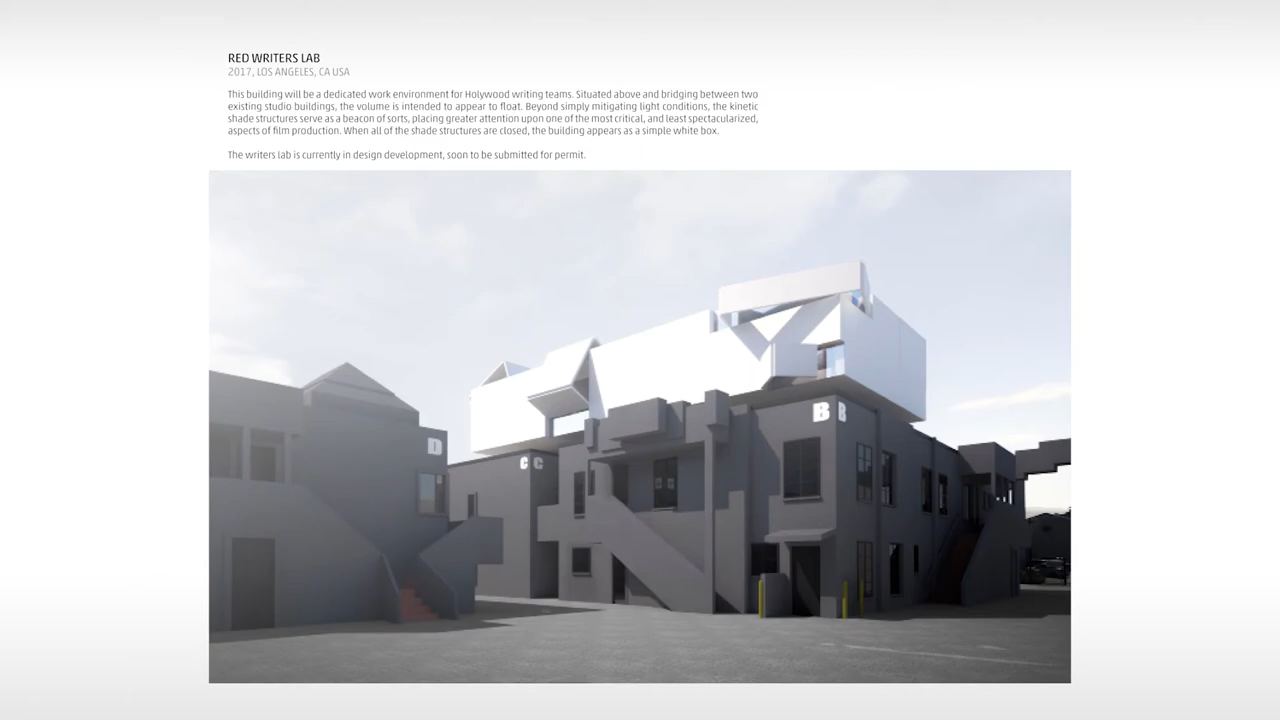 RED WRITERS LAB
2017, LOS ANGELES, CA USA
This building will be a dedicated work environment for Holywood writing teams. Situated above and bridging between two
existing studio buildings, the volume is intended to appear to float. Beyond simply mitigating light conditions, the kinetic
shade structures serve as a beacon of sorts, placing greater attention upon one of the most critical, and least spectacularized,
aspects of film production. When all of the shade structures are closed, the building appears as a simple white box.
The writers lab is currently in design development, soon to be submitted for permit.
B B
D
C C